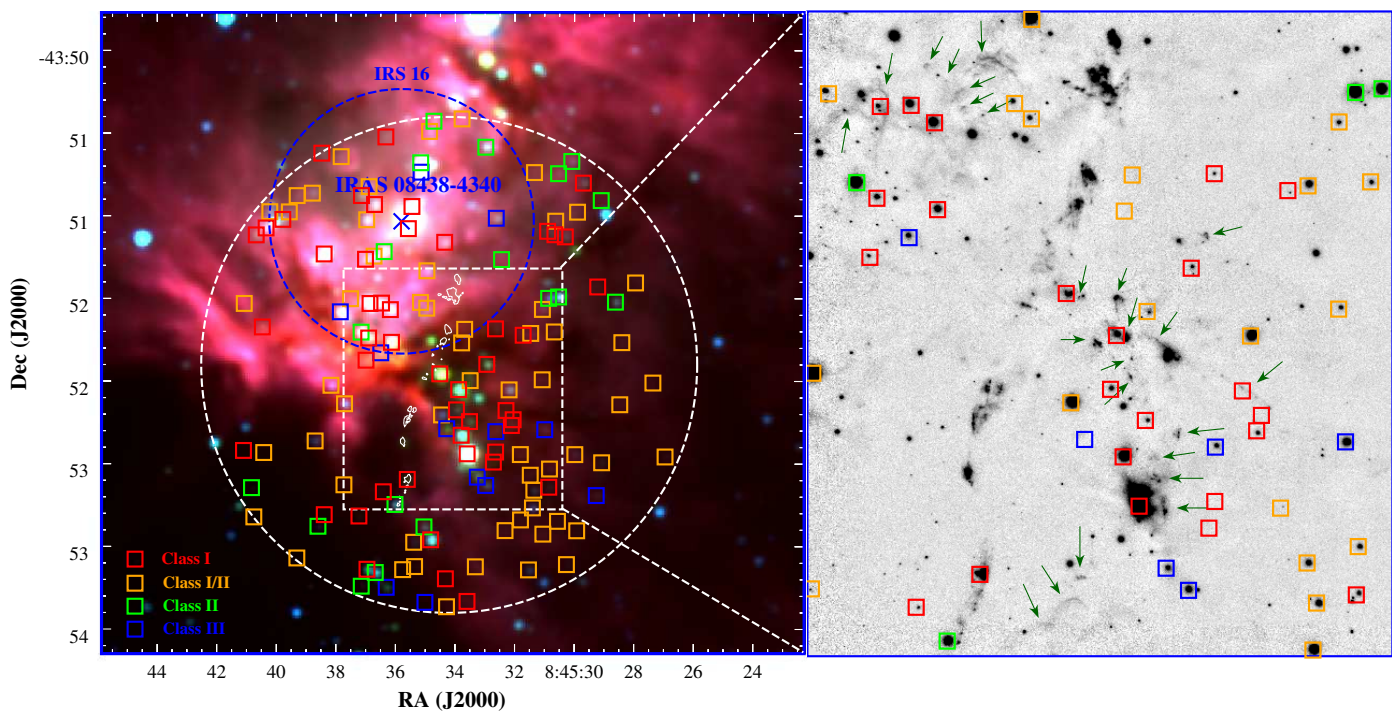 -43:50
IRS 16
51
IRAS 08438-4340
51
52
Dec (J2000)
52
53
Class I
53
Class I/II
Class II
Class III
54
44
42
40
38
36
34
32
8:45:30
28
26
24
RA (J2000)